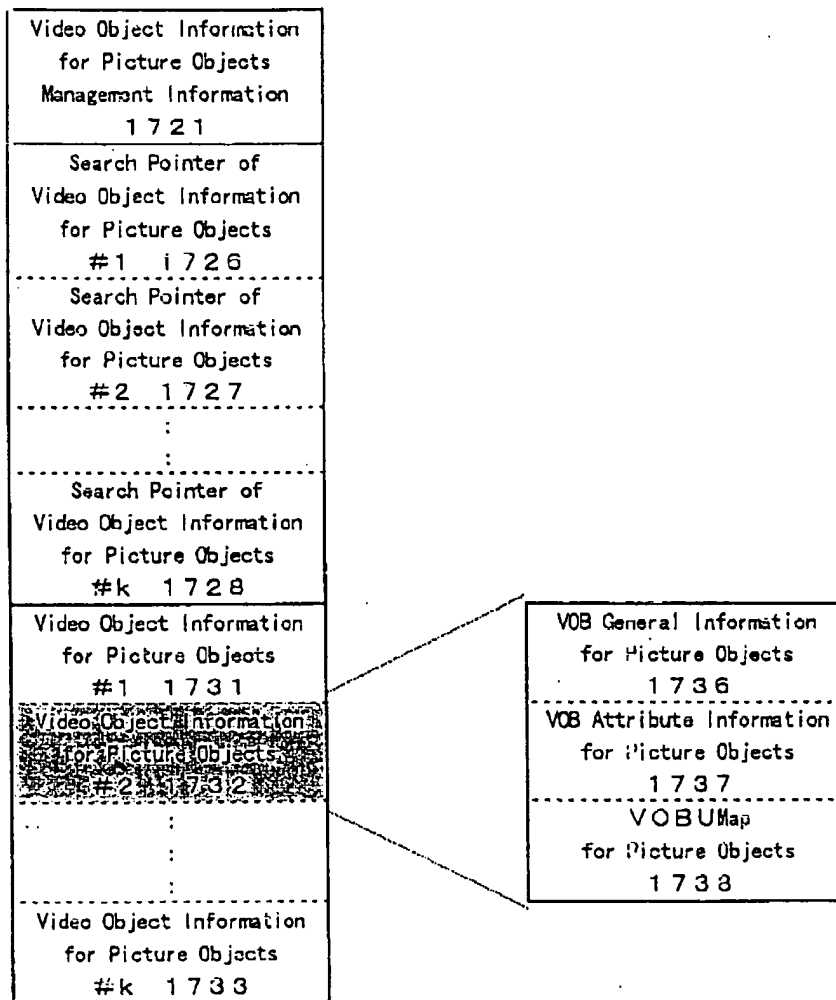 Video Object Information
for Picture Objects
Management Information
1721
Search Pointer of
Video Object Information
for Picture Objects
#1 1726
Search Pointer of
Video Object Information
for Picture Objects
#2 1727
:
:
Search Pointer of
Video Object Information
for Picture Objects
#k 1728
Video Object Information
for Picture Objects
#1 1731
Video Object Information
for Picture Objects
#2 1732
:
:
:
Video Object Information
for Picture Objects
#k 1733
VOB General Information
for Picture Objects
1736
VOB Attribute Information
for Picture Objects
1737
VOBUMap
for Picture Objects
1738